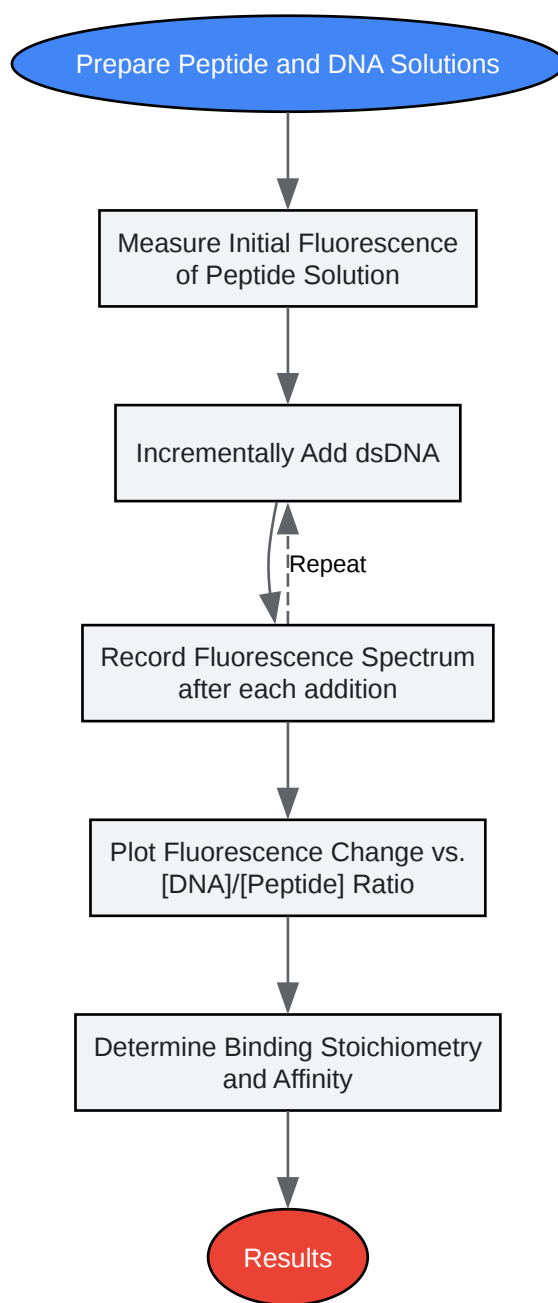 Prepare Peptide and DNA Solutions
Measure Initial Fluorescence
of Peptide Solution
Incrementally Add dsDNA
Repeat
Record Fluorescence Spectrum
after each addition
Plot Fluorescence Change vs.
[DNA]/[Peptide] Ratio
Determine Binding Stoichiometry
and Affinity
Results